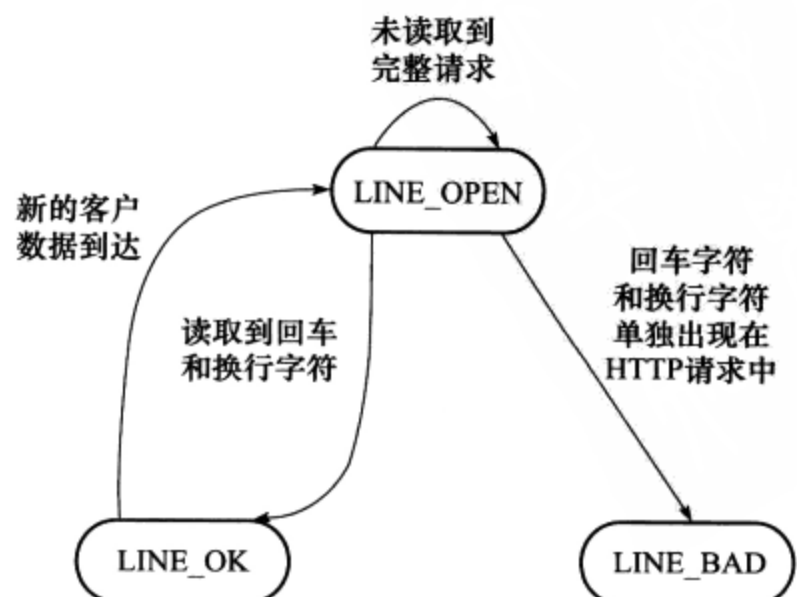 未读取到
完整请求
LINE_OPEN
新的客户
数据到达
读取到回车
和换行字符
回车字符
和换行字符
单独出现在
HTTP请求中
LINE_OK
LINE_BAD